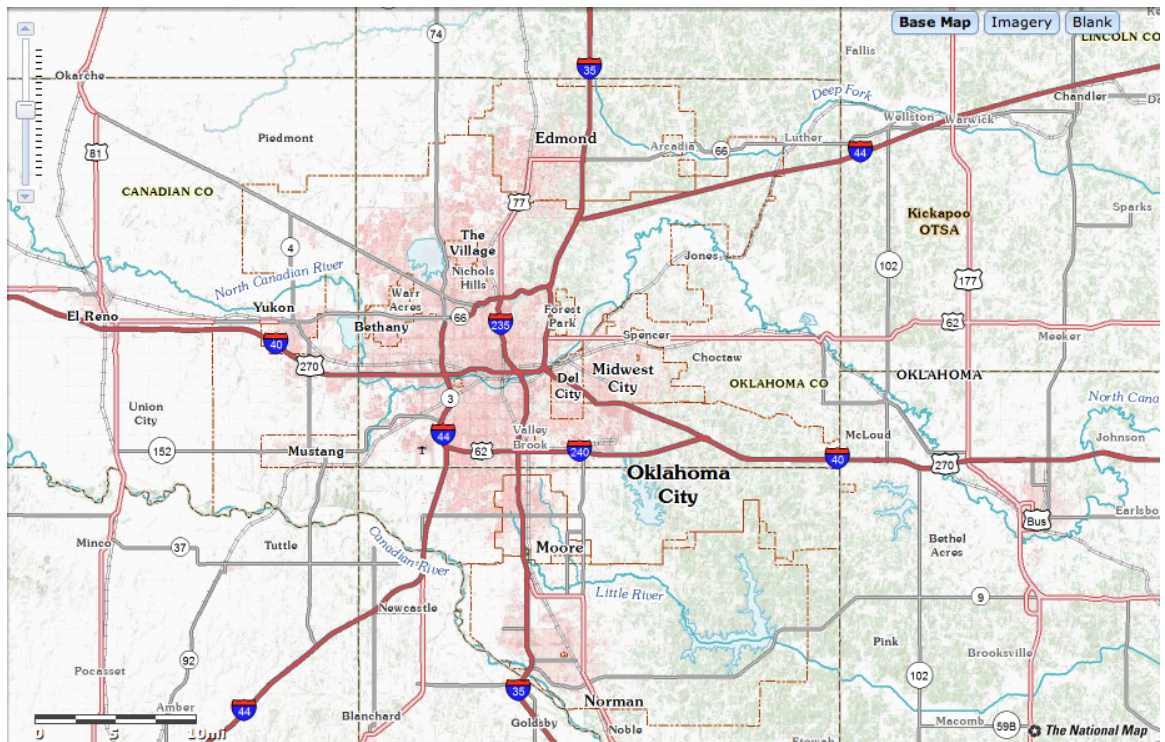 Base Map
Imagery
Blank
74
35
Fallis
LINCOLN CO
Okarche
Deep Fork
Chandler
Wellston
Warwick
Piedmont
Edmond
Luther
Arcadia
66
44
81
CANADIAN CO
77
Kickapoo
OTSA
Sparks
The
Village
4
Nichols
Hills
Jones
102
North Canadian River
177
Warr
Acres
Yukon
El Reno
Bethany
66
235
Forest
Park
62
Spencer
Meeker
40
Choctaw
270
Midwest
City
Del
City
OKLAHOMA CO
OKLAHOMA
3
North Cana
Union
City
44
Valley
Brook
McLoud
Johnson
152
Mustang
62
240
40
270
Oklahoma
City
Earlsbo
Bus
Minco
37
Tuttle
Canadian River
Moore
Bethel
Acres
Little River
Newcastle
9
Pink
92
Brooksville
Pocasset
102
44
35
Norman
Amber
Blanchard
Goldsby
Noble
Macomb
59B
0 5 10mi
The National Map
Etowah